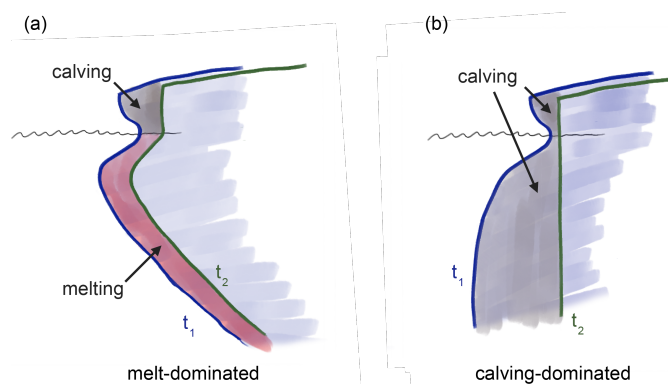 (a)
calving
melting
t2
t1
melt-dominated
(b)
calving
t1
t2
calving-dominated